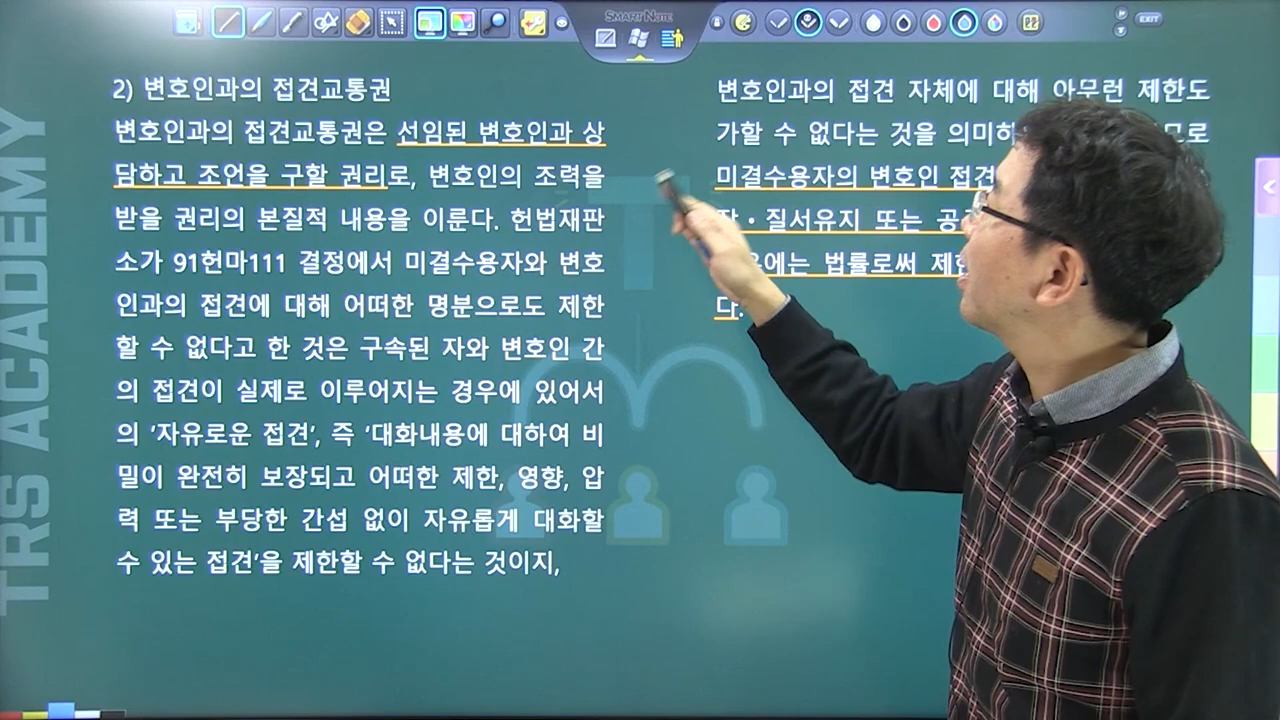 SMART NOTE
EXIT
TRS ACADEMY
2) 변호인과의 접견교통권
변호인과의 접견교통권은 선임된 변호인과 상
담하고 조언을 구할 권리로, 변호인의 조력을
받을 권리의 본질적 내용을 이룬다. 헌법재판
소가 91헌마111 결정에서 미결수용자와 변호
인과의 접견에 대해 어떠한 명분으로도 제한
할 수 없다고 한 것은 구속된 자와 변호인 간
의 접견이 실제로 이루어지는 경우에 있어서
의 '자유로운 접견', 즉 '대화내용에 대하여 비
밀이 완전히 보장되고 어떠한 제한, 영향, 압
력 또는 부당한 간섭 없이 자유롭게 대화할
수 있는 접견'을 제한할 수 없다는 것이지,
변호인과의 접견 자체에 대해 아무런 제한도
가할 수 없다는 것을 의미하
미결수용자의 변호인 접견
질서유지 또는 공
법률로써 제한
다.